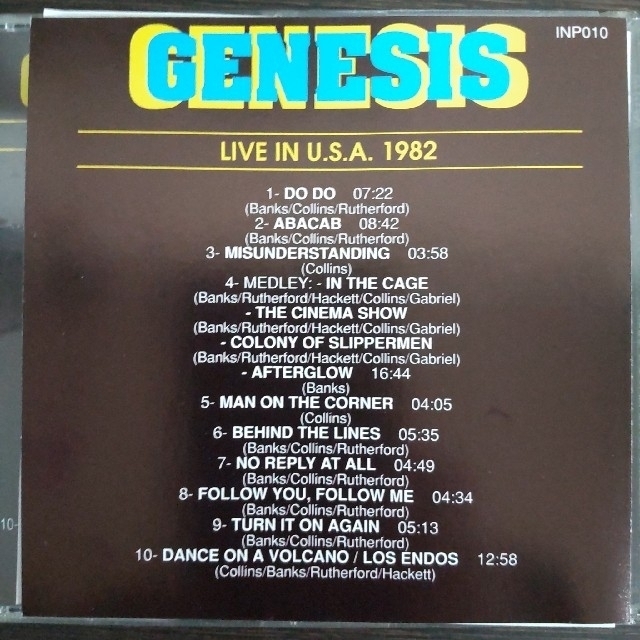 INP010
GENESIS
LIVE IN U.S.A. 1982
1- DO DO 07:22
(Banks/Collins/Rutherford)
2- ABACAB 08:42
(Banks/Collins/Rutherford)
3- MISUNDERSTANDING 03:58
(Collins)
4- MEDLEY: - IN THE CAGE
(Banks/Rutherford/Hackett/Collins/Gabriel)
- THE CINEMA SHOW
(Banks/Rutherford/Hackett/Collins/Gabriel)
- COLONY OF SLIPPERMEN
(Banks/Rutherford/Hackett/Collins/Gabriel)
- AFTERGLOW 16:44
(Banks)
5- MAN ON THE CORNER 04:05
(Collins)
6- BEHIND THE LINES 05:35
(Banks/Collins/Rutherford)
7- NO REPLY AT ALL 04:49
(Banks/Collins/Rutherford)
8- FOLLOW YOU, FOLLOW ME 04:34
(Banks/Collins/Rutherford)
9- TURN IT ON AGAIN 05:13
(Banks/Collins/Rutherford)
10- DANCE ON A VOLCANO / LOS ENDOS 12:58
(Collins/Banks/Rutherford/Hackett)
10-